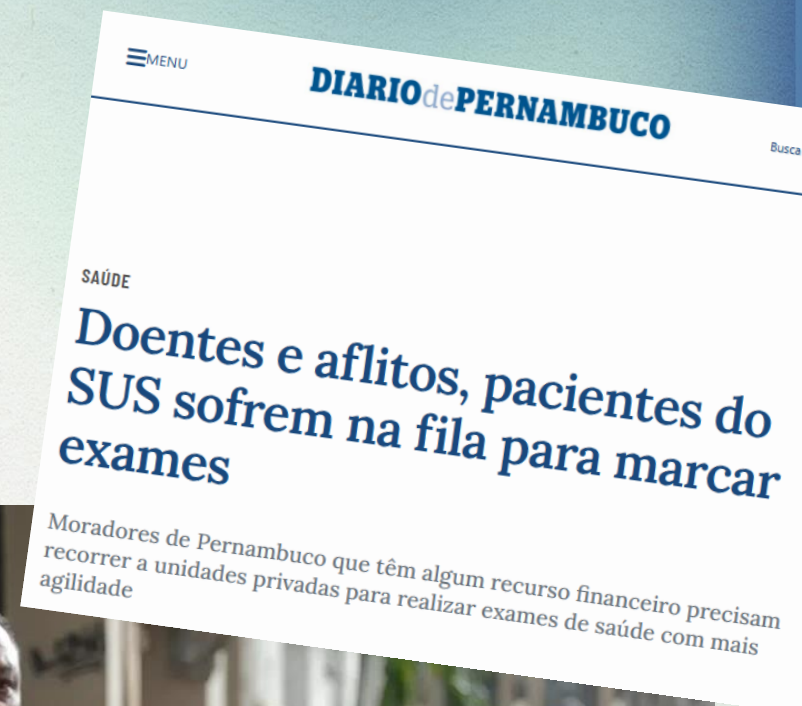 MENU
DIARIOdePERNAMBUCO
Busca
SAÚDE
Doentes e aflitos, pacientes do
SUS sofrem na fila para marcar
exames
Moradores de Pernambuco que têm algum recurso financeiro precisam
recorrer a unidades privadas para realizar exames de saúde com mais
agilidade